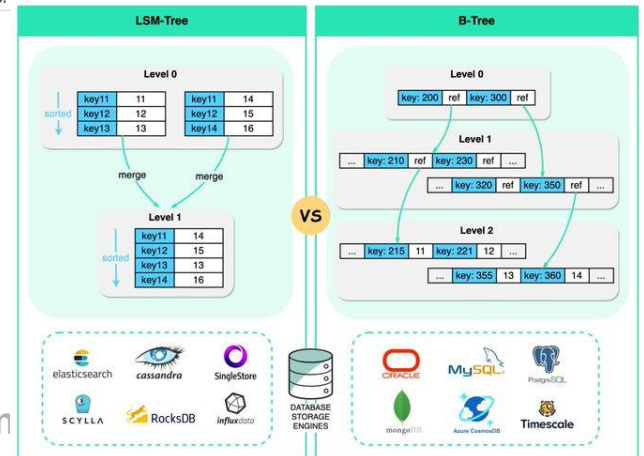 LSM-Tree
B-Tree
Level 0
sorted
key11 11
key12 12
key13 13
key11 14
key12 15
key14 16
merge
merge
Level 1
sorted
key11 14
key12 15
key13 13
key14 16
VS
Level 0
key: 200 ref key: 300 ref
Level 1
... key: 210 ref key: 230 ref ...
... key: 320 ref key: 350 ref ...
Level 2
... key: 215 11 key: 221 12 ...
... key: 355 13 key: 360 14 ...
elasticsearch
cassandra
SingleStore
SCYLLA
RocksDB
influxdata
DATABASE
STORAGE
ENGINES
ORACLE
MySQL
PostgreSQL
mongoDB
Azure CosmosDB
Timescale